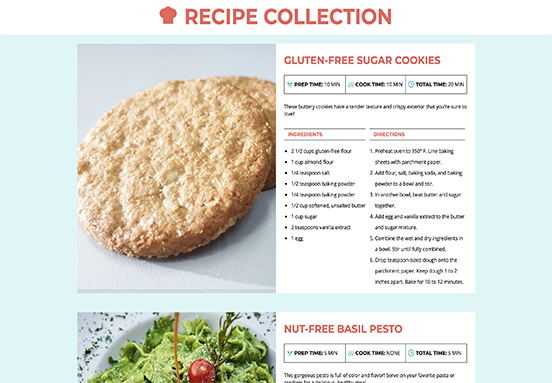 RECIPE COLLECTION
GLUTEN-FREE SUGAR COOKIES
PREP TIME: 10 MIN COOK TIME: 10 MIN TOTAL TIME: 20 MIN
These buttery cookies have a tender texture and crispy exterior that you're sure to
love!
INGREDIENTS
2 1/2 cups gluten-free flour
1 cup almond flour
1/4 teaspoon salt
1/2 teaspoon baking powder
1/4 teaspoon baking powder
1/2 cup softened, unsalted butter
1 cup sugar
2 teaspoons vanilla extract
1 egg
DIRECTIONS
1. Preheat oven to 350° F. Line baking
sheets with parchment paper.
2. Add flour, salt, baking soda, and baking
powder to a bowl and stir.
3. In another bowl, beat butter and sugar
together.
4. Add egg and vanilla extract to the butter
and sugar mixture.
5. Combine the wet and dry ingredients in
a bowl. Stir until fully combined.
6. Drop teaspoon-sized dough onto the
parchment paper. Keep dough 1 to 2
inches apart. Bake for 10 to 12 minutes.
NUT-FREE BASIL PESTO
PREP TIME: 5 MIN COOK TIME: NONE TOTAL TIME: 5 MIN
This gorgeous pesto is full of color and flavor! Serve on your favorite pasta or
crackers for a delicious, healthy meal.